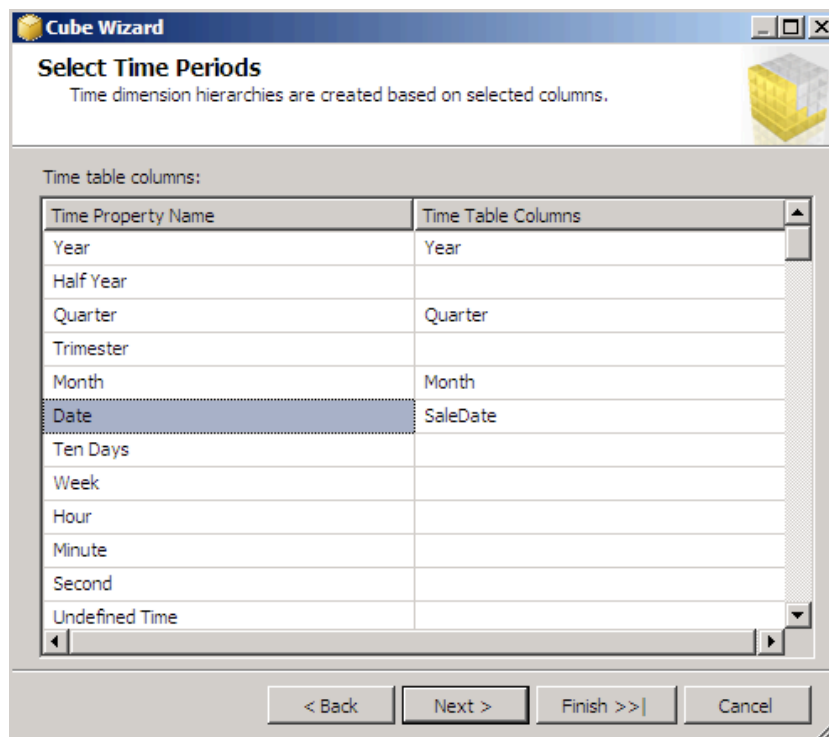 Cube Wizard
Select Time Periods
Time dimension hierarchies are created based on selected columns.
Time table columns:
Time Property Name Time Table Columns
Year Year
Half Year
Quarter Quarter
Trimester
Month Month
Date SaleDate
Ten Days
Week
Hour
Minute
Second
Undefined Time
< Back Next > Finish >>| Cancel